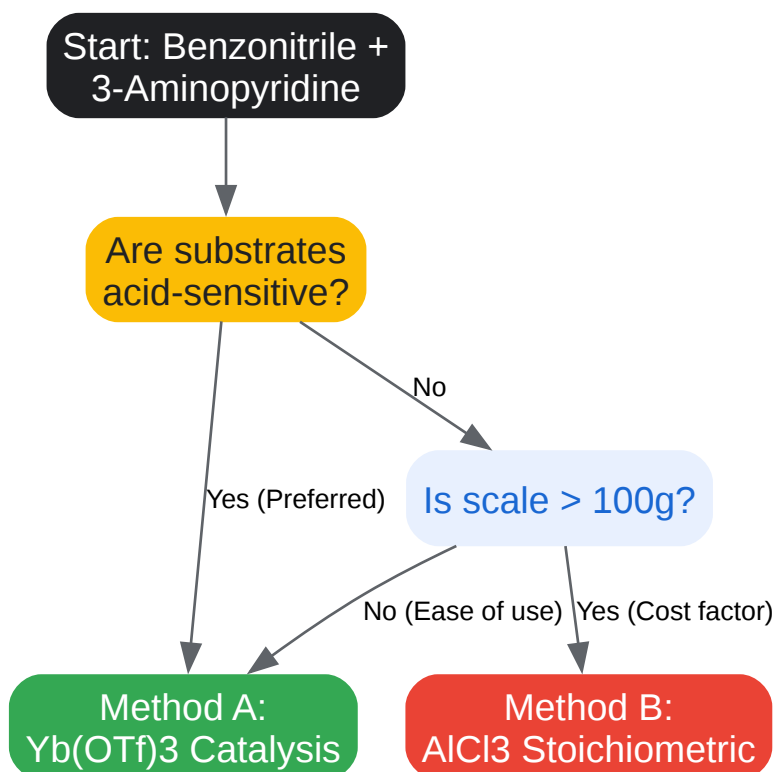 Start: Benzonitrile +
3-Aminopyridine
Are substrates
acid-sensitive?
No
Yes (Preferred)
Is scale > 100g?
No (Ease of use)
Yes (Cost factor)
Method A:
Yb(OTf)3 Catalysis
Method B:
AlCl3 Stoichiometric